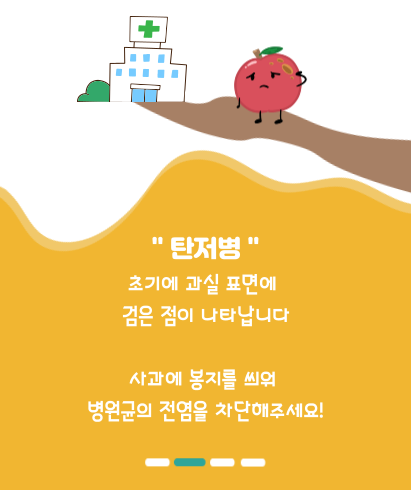 " 탄저병 "
초기에 과실 표면에
검은 점이 나타납니다
사과에 봉지를 씌워
병원균의 전염을 차단해주세요!